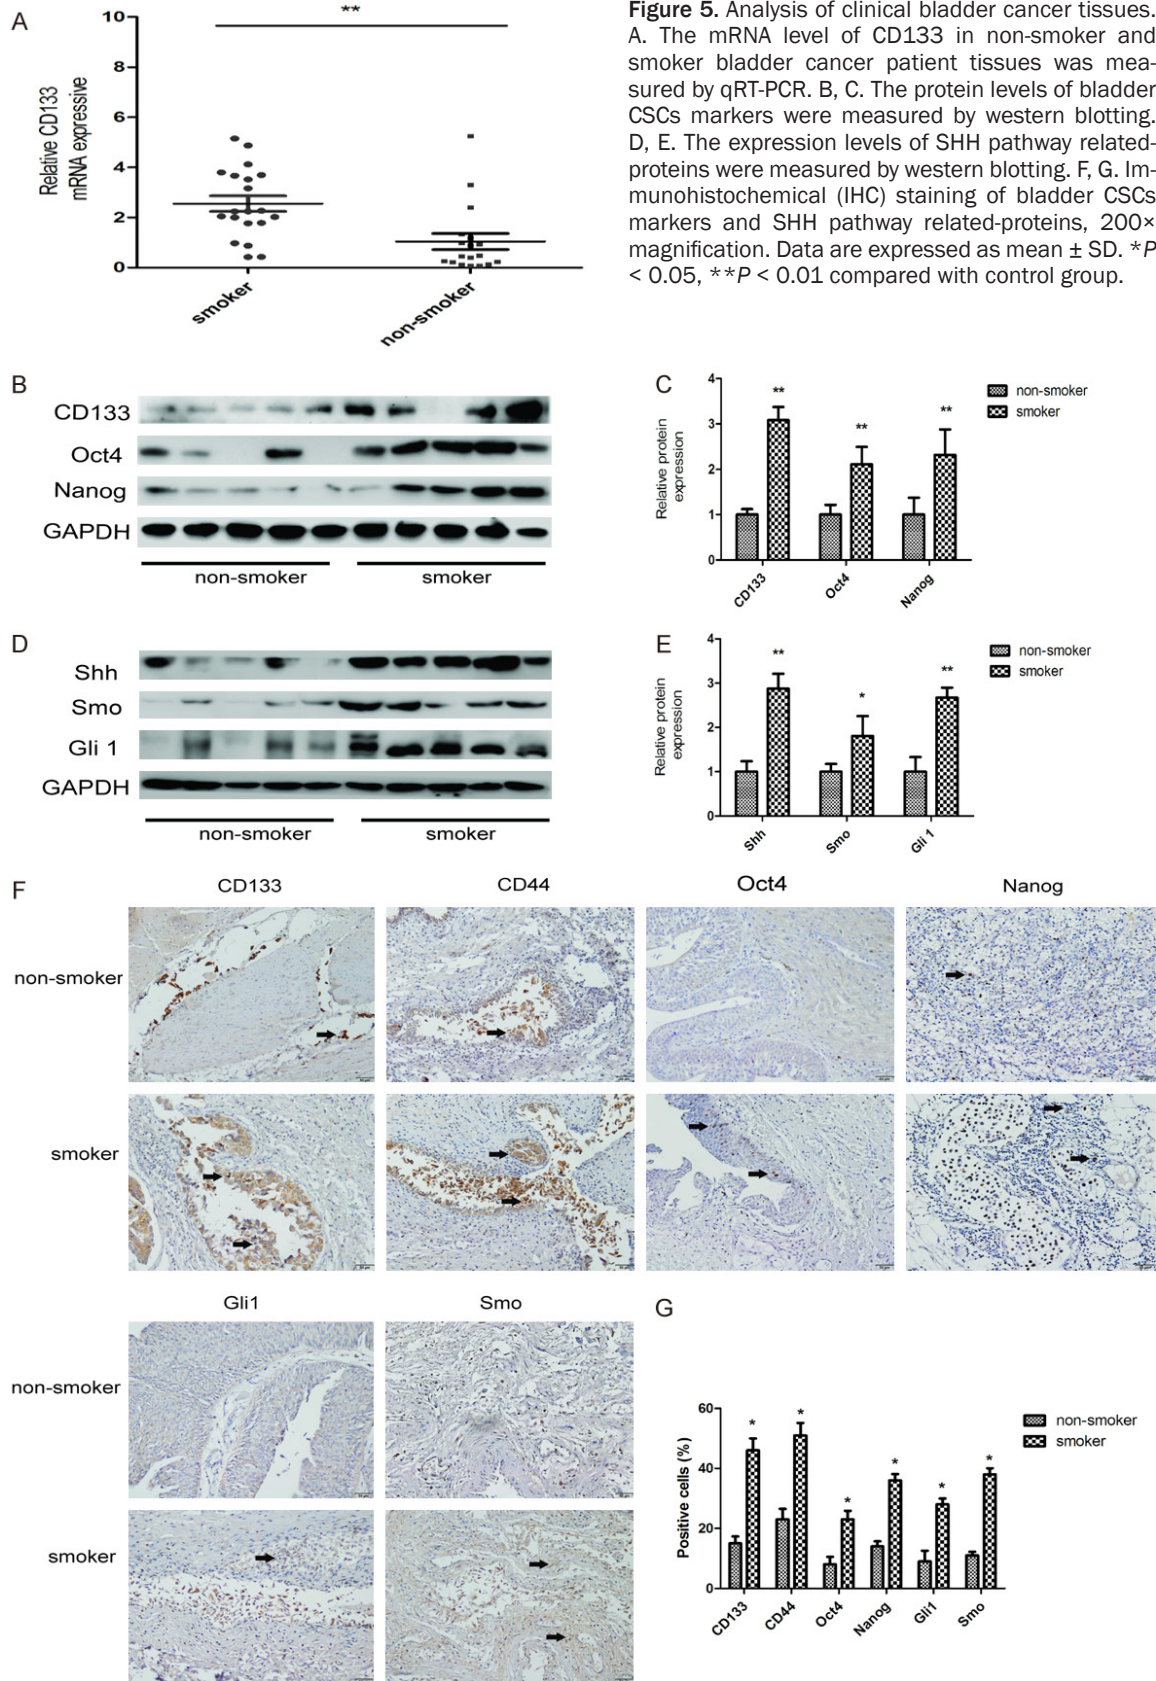 A
10
8
6
4
2
0
Relative CD133
mRNA expressive
**
smoker
non-smoker
Figure 5. Analysis of clinical bladder cancer tissues.
A. The mRNA level of CD133 in non-smoker and
smoker bladder cancer patient tissues was mea-
sured by qRT-PCR. B, C. The protein levels of bladder
CSCs markers were measured by western blotting.
D, E. The expression levels of SHH pathway related-
proteins were measured by western blotting. F, G. Im-
munohistochemical (IHC) staining of bladder CSCs
markers and SHH pathway related-proteins, 200×
magnification. Data are expressed as mean ± SD. *P
< 0.05, **P < 0.01 compared with control group.
B
CD133
Oct4
Nanog
GAPDH
non-smoker
smoker
C
4
3
2
1
0
Relative protein
expression
**
**
**
CD133
Oct4
Nanog
non-smoker
smoker
D
Shh
Smo
Gli 1
GAPDH
non-smoker
smoker
E
4
3
2
1
0
Relative protein
expression
**
*
**
Shh
Smo
Gli 1
non-smoker
smoker
F
CD133
CD44
Oct4
Nanog
non-smoker
smoker
Gli1
Smo
non-smoker
smoker
G
60
40
20
0
Positive cells (%)
*
*
*
*
*
*
CD133
CD44
Oct4
Nanog
Gli1
Smo
non-smoker
smoker